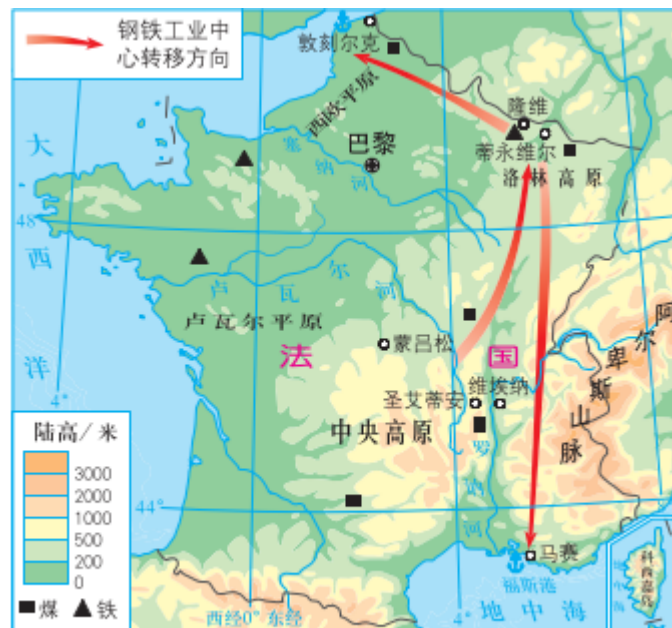 钢铁工业中
心转移方向
敦刻尔克
西欧平原
隆维
蒂永维尔
洛林高原
巴黎
塞纳河
大西洋
48°
卢瓦尔河
卢瓦尔平原
法国
蒙吕松
4°
圣艾蒂安
维埃纳
中央高原
罗讷河
阿尔卑斯山脉
陆高/米
3000
2000
1000
500
200
0
煤
铁
44°
马赛
福斯港
西经0°东经
4°
地中海
科西嘉岛
地中海